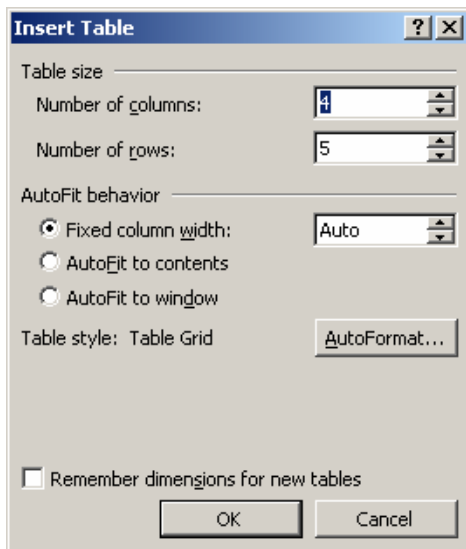 Insert Table
Table size
Number of columns: 4
Number of rows: 5
AutoFit behavior
Fixed column width: Auto
AutoFit to contents
AutoFit to window
Table style: Table Grid AutoFormat...
Remember dimensions for new tables
OK Cancel